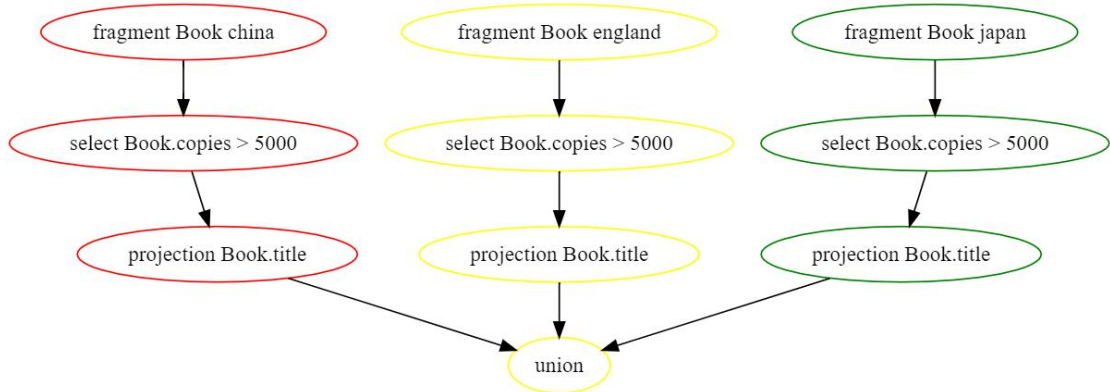 fragment Book china
fragment Book england
fragment Book japan
select Book.copies > 5000
select Book.copies > 5000
select Book.copies > 5000
projection Book.title
projection Book.title
projection Book.title
union